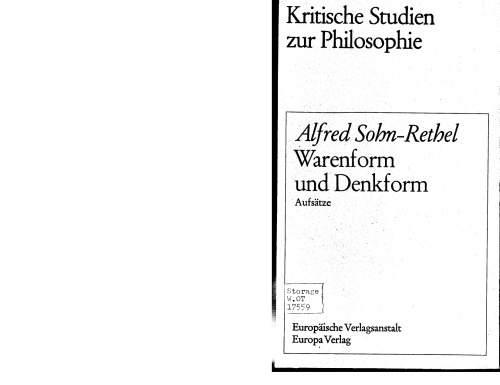 Kritische Studien
zur Philosophie
Alfred Sohn-Rethel
Warenform
und Denkform
Aufsätze
Storage
W.GT
17559
Europäische Verlagsanstalt
Europa Verlag